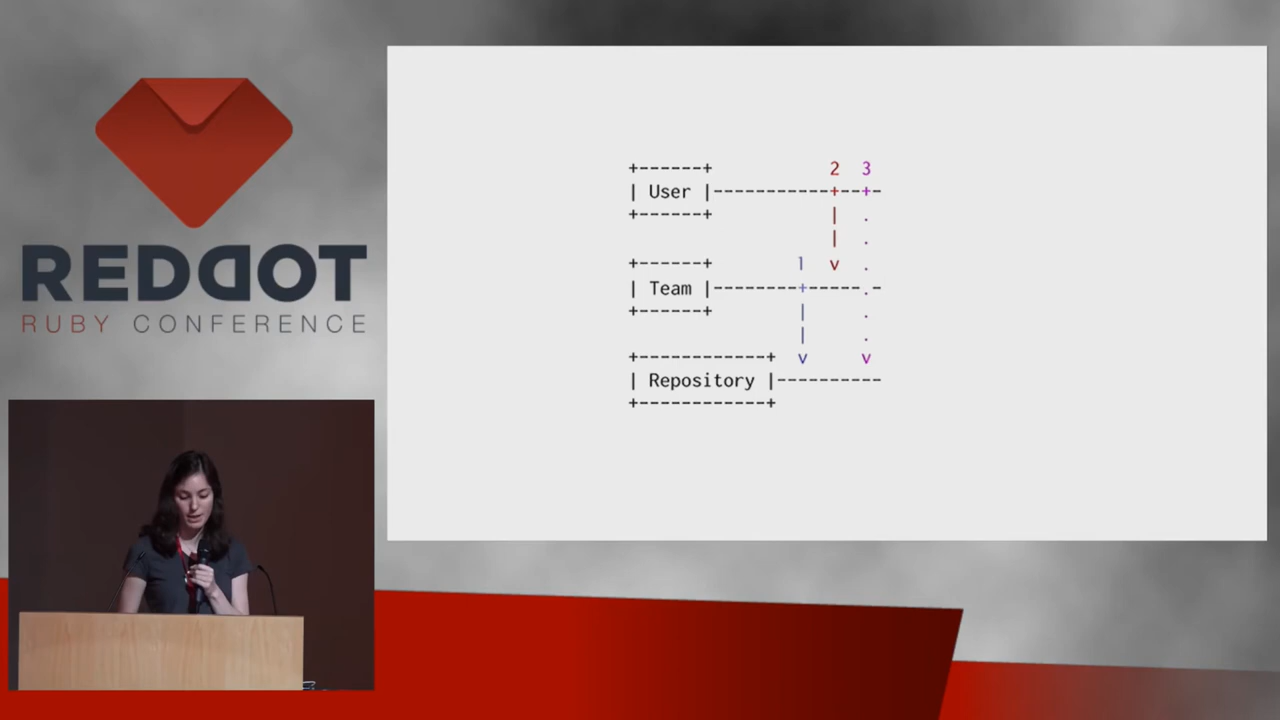 REDDOT
RUBY CONFERENCE
+------+ 2 3
| User |-----------+--+-
+------+ | .
| .
+------+ 1 v .
| Team |--------+-----.-
+------+ | .
| .
+------------+ v v
| Repository |----------
+------------+